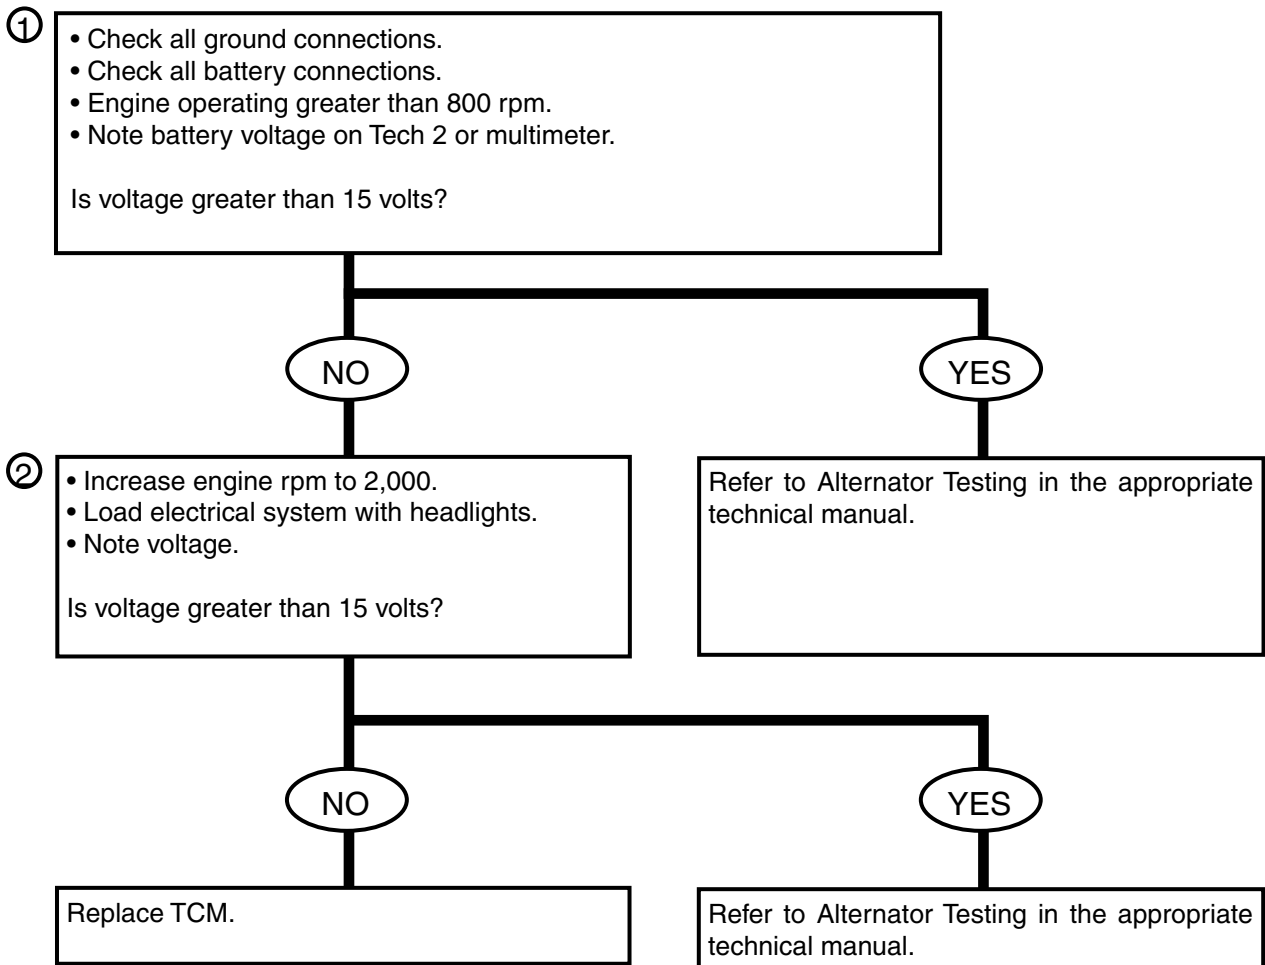 1
• Check all ground connections.
• Check all battery connections.
• Engine operating greater than 800 rpm.
• Note battery voltage on Tech 2 or multimeter.
Is voltage greater than 15 volts?
NO
YES
2
• Increase engine rpm to 2,000.
• Load electrical system with headlights.
• Note voltage.
Is voltage greater than 15 volts?
Refer to Alternator Testing in the appropriate
technical manual.
NO
YES
Replace TCM.
Refer to Alternator Testing in the appropriate
technical manual.